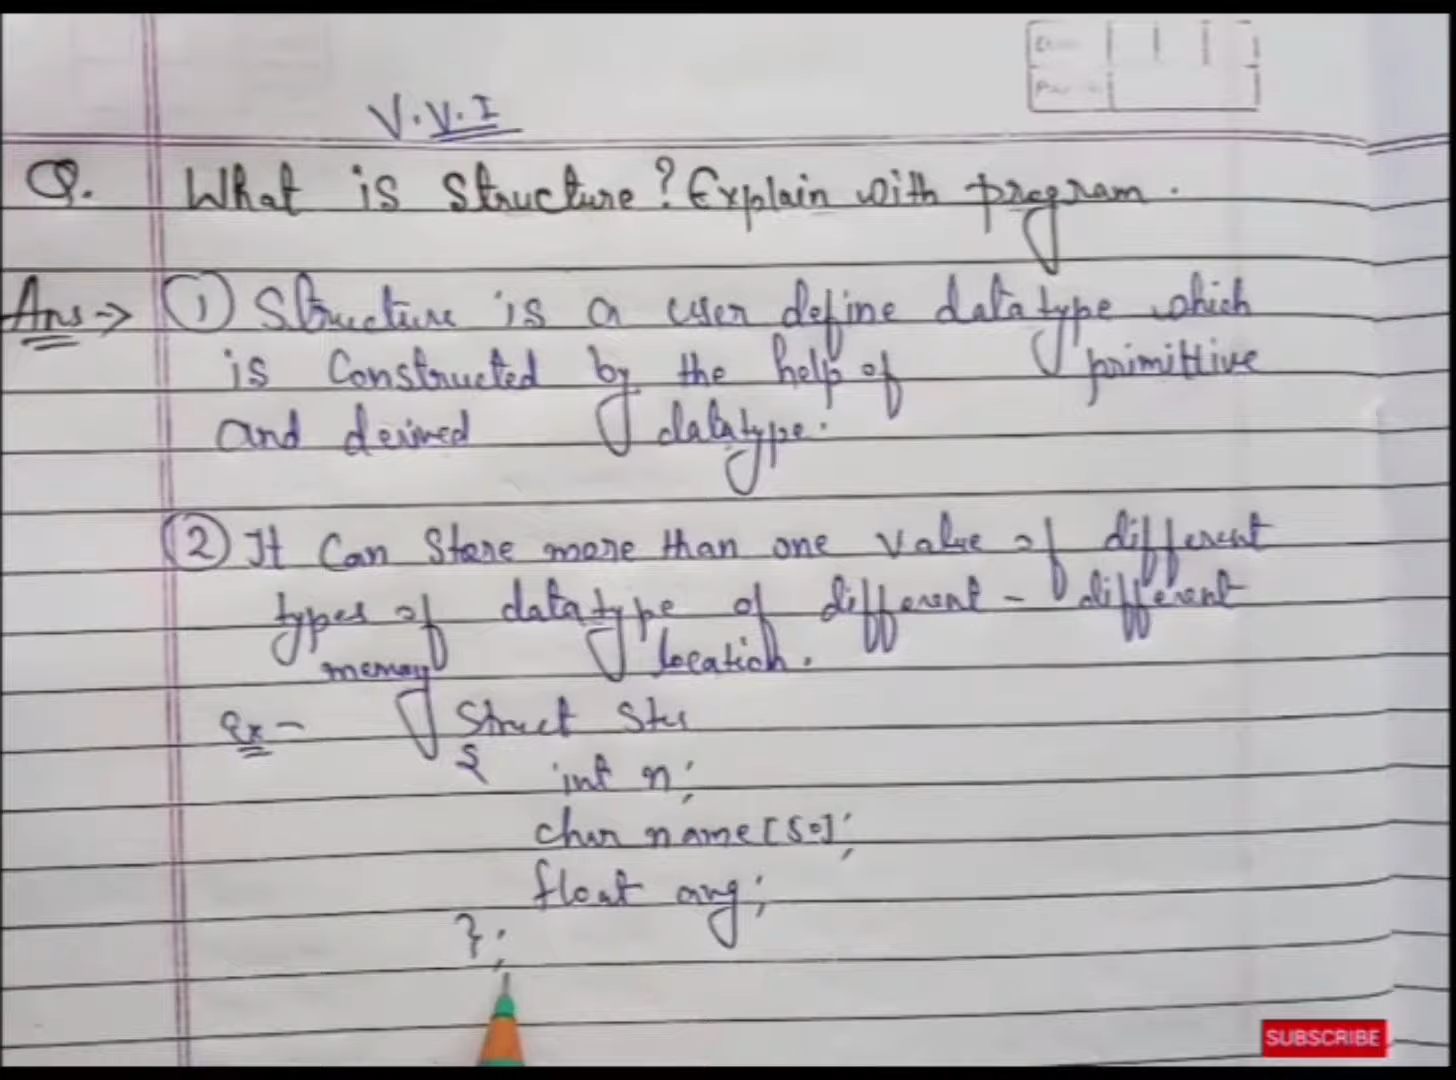 V.V.I
Q. What is Structure? Explain with program.
Ans-> ① Structure is a user define datatype which
is Constructed by the help of primittive
and derived datatype.
② It Can Store more than one value of different
types of datatype of different - different
memory location.
Ex- Struct Stu
{ int n;
char name[50];
float avg;
};
SUBSCRIBE